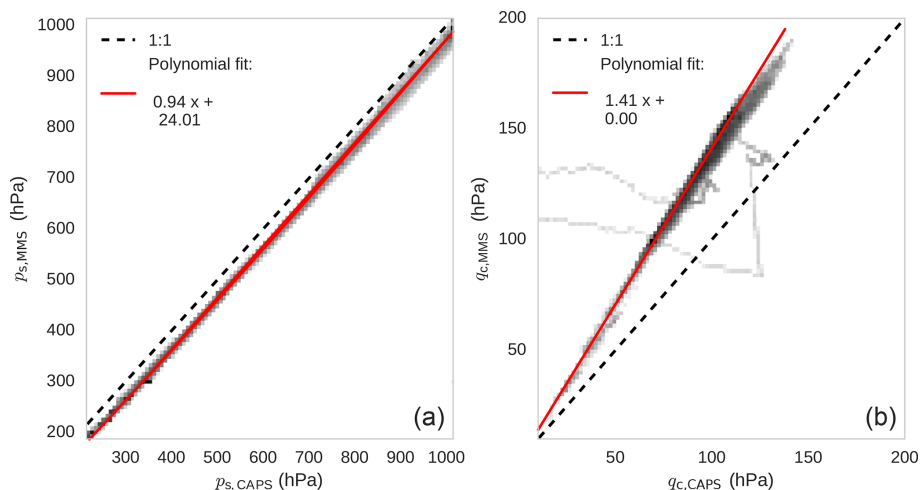 1000
900
800
700
600
500
400
300
200
p_s,MMS (hPa)
1:1
Polynomial fit:
0.94 x +
24.01
(a)
300 400 500 600 700 800 900 1000
p_s,CAPS (hPa)
200
150
100
50
q_c,MMS (hPa)
1:1
Polynomial fit:
1.41 x +
0.00
(b)
50 100 150 200
q_c,CAPS (hPa)